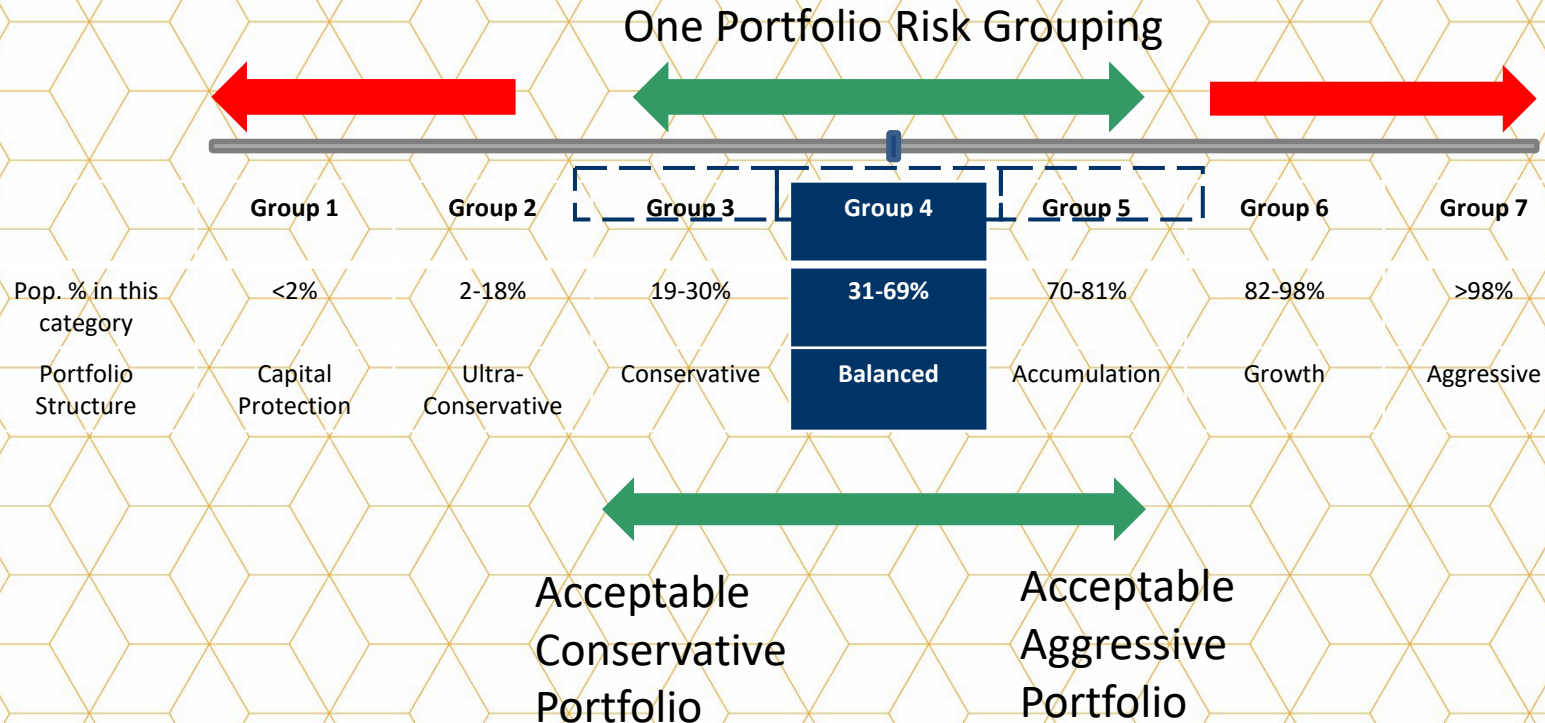 One Portfolio Risk Grouping
Group 1 Group 2 Group 3 Group 4 Group 5 Group 6 Group 7
Pop. % in this <2% 2-18% 19-30% 31-69% 70-81% 82-98% >98%
category
Portfolio Capital Ultra- Conservative Balanced Accumulation Growth Aggressive
Structure Protection Conservative
Acceptable Acceptable
Conservative Aggressive
Portfolio Portfolio